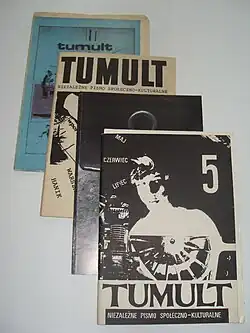 tumult
TUMULT
NIEZALEŻNE PISMO SPOŁECZNO-KULTURALNE
MAJ
CZERWIEC
LIPIEC
5
TUMULT
NIEZALEŻNE PISMO SPOŁECZNO-KULTURALNE